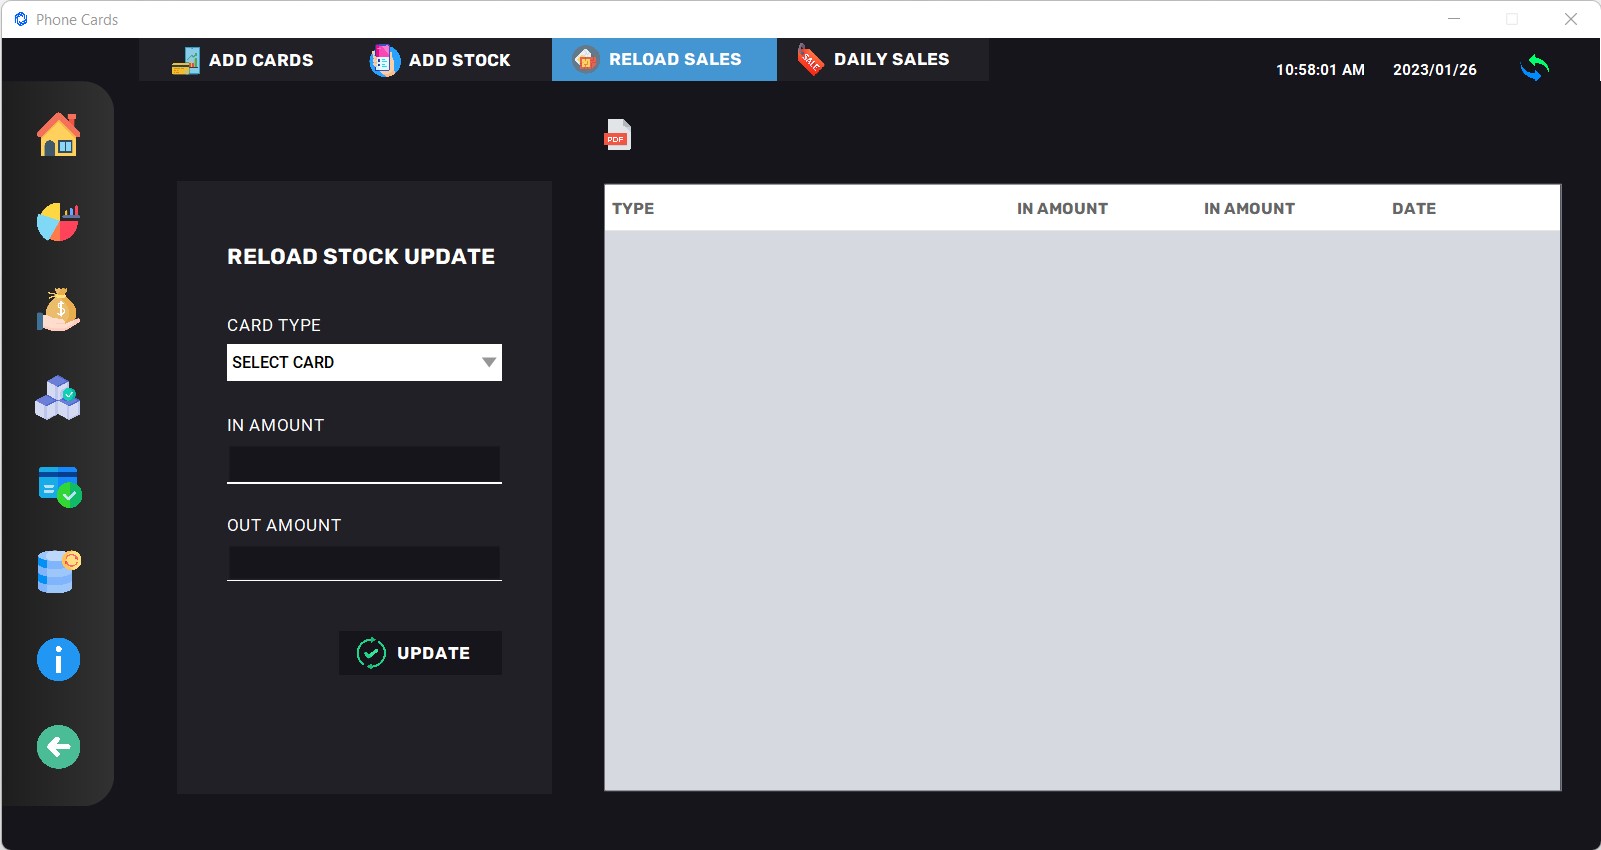 Phone Cards
ADD CARDS
ADD STOCK
RELOAD SALES
DAILY SALES
10:58:01 AM
2023/01/26
PDF
RELOAD STOCK UPDATE
CARD TYPE
SELECT CARD
IN AMOUNT
OUT AMOUNT
UPDATE
TYPE
IN AMOUNT
IN AMOUNT
DATE
SALE